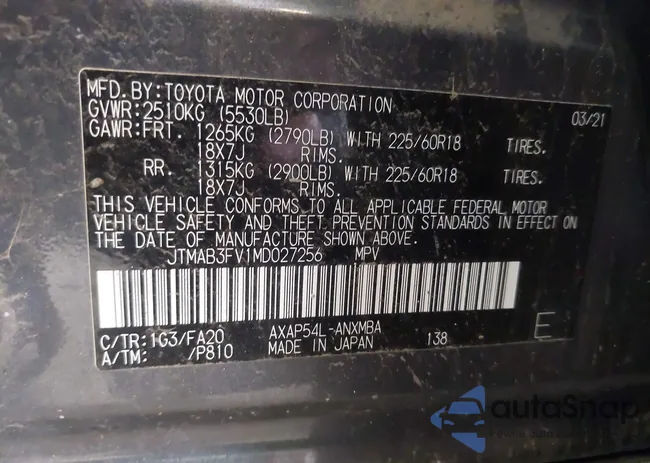 MFD. BY:TOYOTA MOTOR CORPORATION 03/21
GVWR:2510KG (5530LB)
GAWR:FRT. 1265KG (2790LB) WITH 225/60R18 TIRES.
18X7J RIMS.
RR. 1315KG (2900LB) WITH 225/60R18 TIRES.
18X7J RIMS.
THIS VEHICLE CONFORMS TO ALL APPLICABLE FEDERAL MOTOR
VEHICLE SAFETY AND THEFT PREVENTION STANDARDS IN EFFECT ON
THE DATE OF MANUFACTURE SHOWN ABOVE.
JTMAB3FV1MD027256 MPV
C/TR:1G3/FA20 AXAP54L-ANXMBA
A/TM: /P810 MADE IN JAPAN 138 E
autoSnap